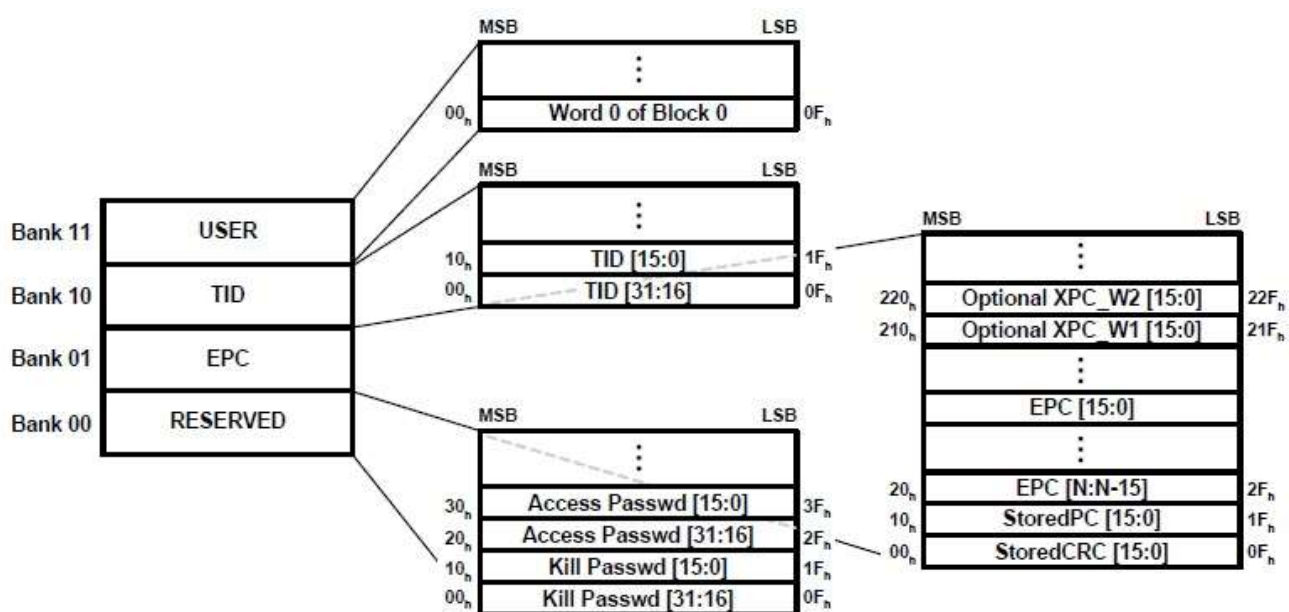 MSB LSB
⋮
00h Word 0 of Block 0 0Fh
MSB LSB
⋮
10h TID [15:0] 1Fh
00h TID [31:16] 0Fh
Bank 11 USER
Bank 10 TID
Bank 01 EPC
Bank 00 RESERVED
MSB LSB
⋮
30h Access Passwd [15:0] 3Fh
20h Access Passwd [31:16] 2Fh
10h Kill Passwd [15:0] 1Fh
00h Kill Passwd [31:16] 0Fh
MSB LSB
⋮
220h Optional XPC_W2 [15:0] 22Fh
210h Optional XPC_W1 [15:0] 21Fh
⋮
EPC [15:0]
⋮
20h EPC [N:N-15] 2Fh
10h StoredPC [15:0] 1Fh
00h StoredCRC [15:0] 0Fh